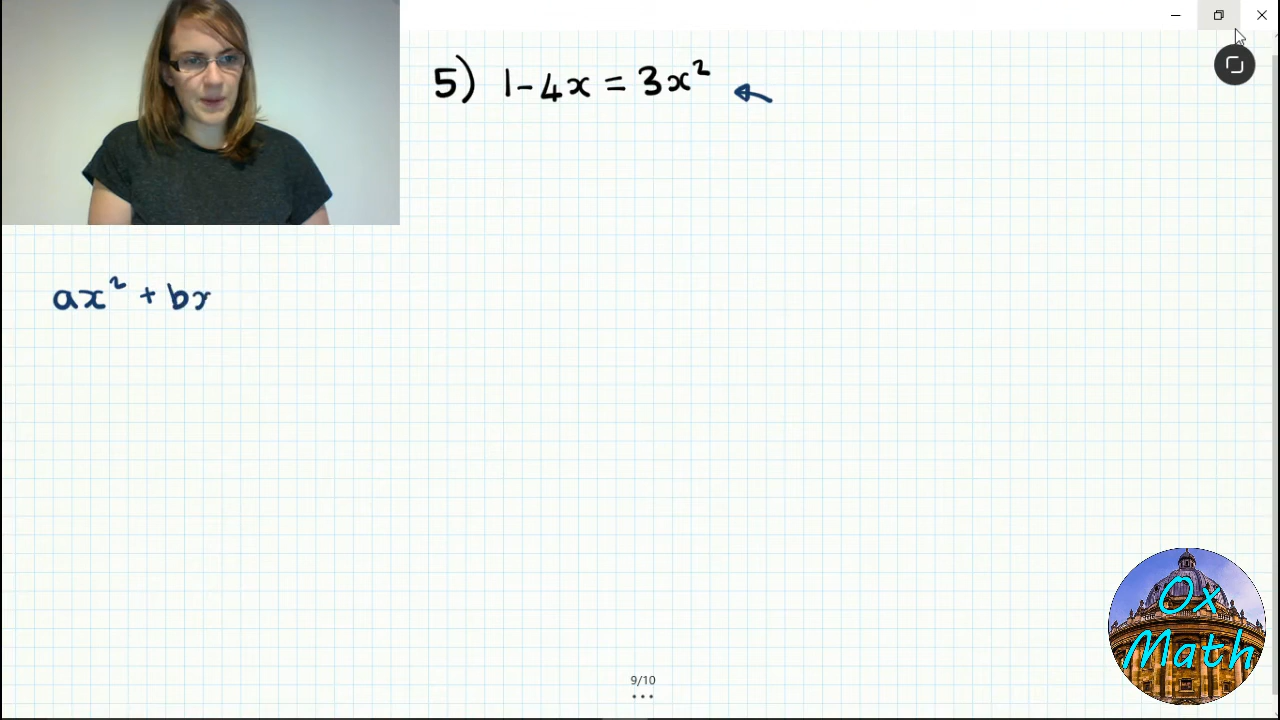 5) 1-4x = 3x²
ax² + bx
9/10
Ox
Math